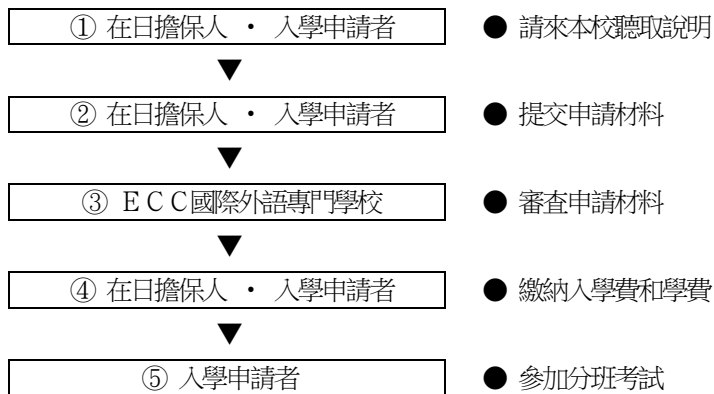 ① 在日擔保人 ・ 入學申請者 ● 請來本校聽取說明
▼
② 在日擔保人 ・ 入學申請者 ● 提交申請材料
▼
③ ＥＣＣ國際外語專門學校 ● 審查申請材料
▼
④ 在日擔保人 ・ 入學申請者 ● 繳納入學費和學費
▼
⑤ 入學申請者 ● 參加分班考試